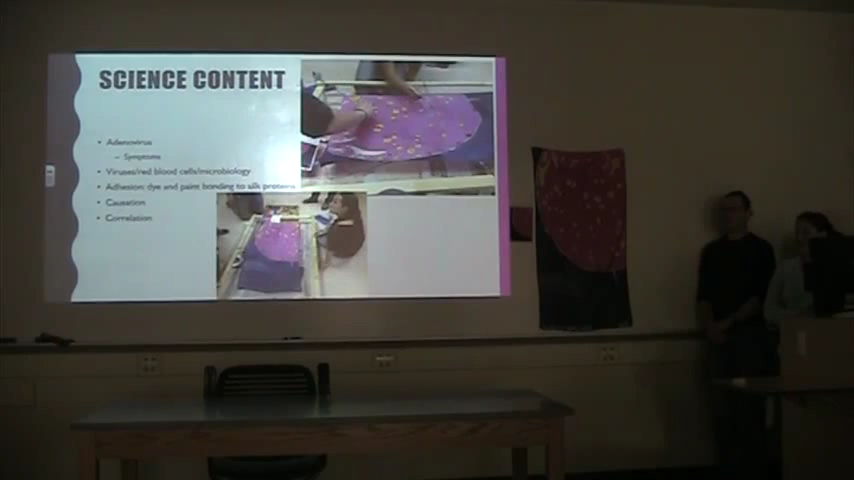 SCIENCE CONTENT
• Adenovirus
– Symptoms
• Viruses/red blood cells/microbiology
• Adhesion: dye and paint bonding to silk proteins
• Causation
• Correlation